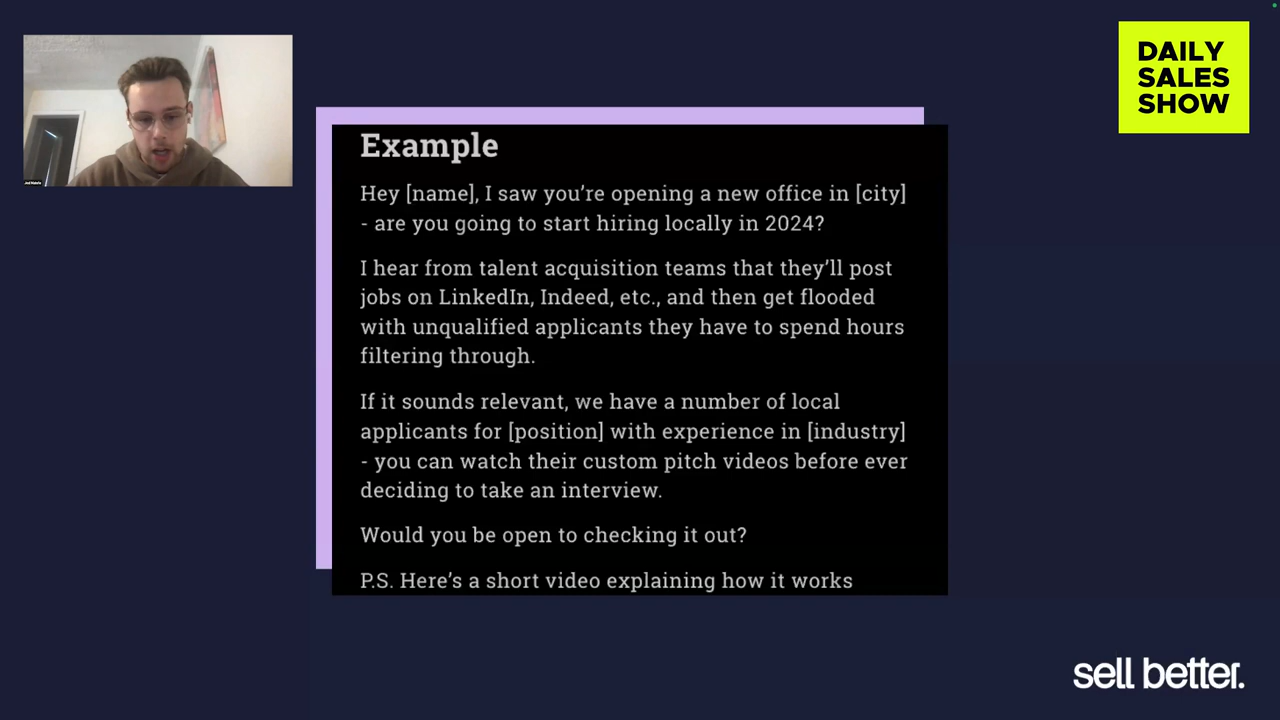 DAILY
SALES
SHOW
Example
Hey [name], I saw you’re opening a new office in [city]
- are you going to start hiring locally in 2024?
I hear from talent acquisition teams that they’ll post
jobs on LinkedIn, Indeed, etc., and then get flooded
with unqualified applicants they have to spend hours
filtering through.
If it sounds relevant, we have a number of local
applicants for [position] with experience in [industry]
- you can watch their custom pitch videos before ever
deciding to take an interview.
Would you be open to checking it out?
P.S. Here’s a short video explaining how it works
sell better.